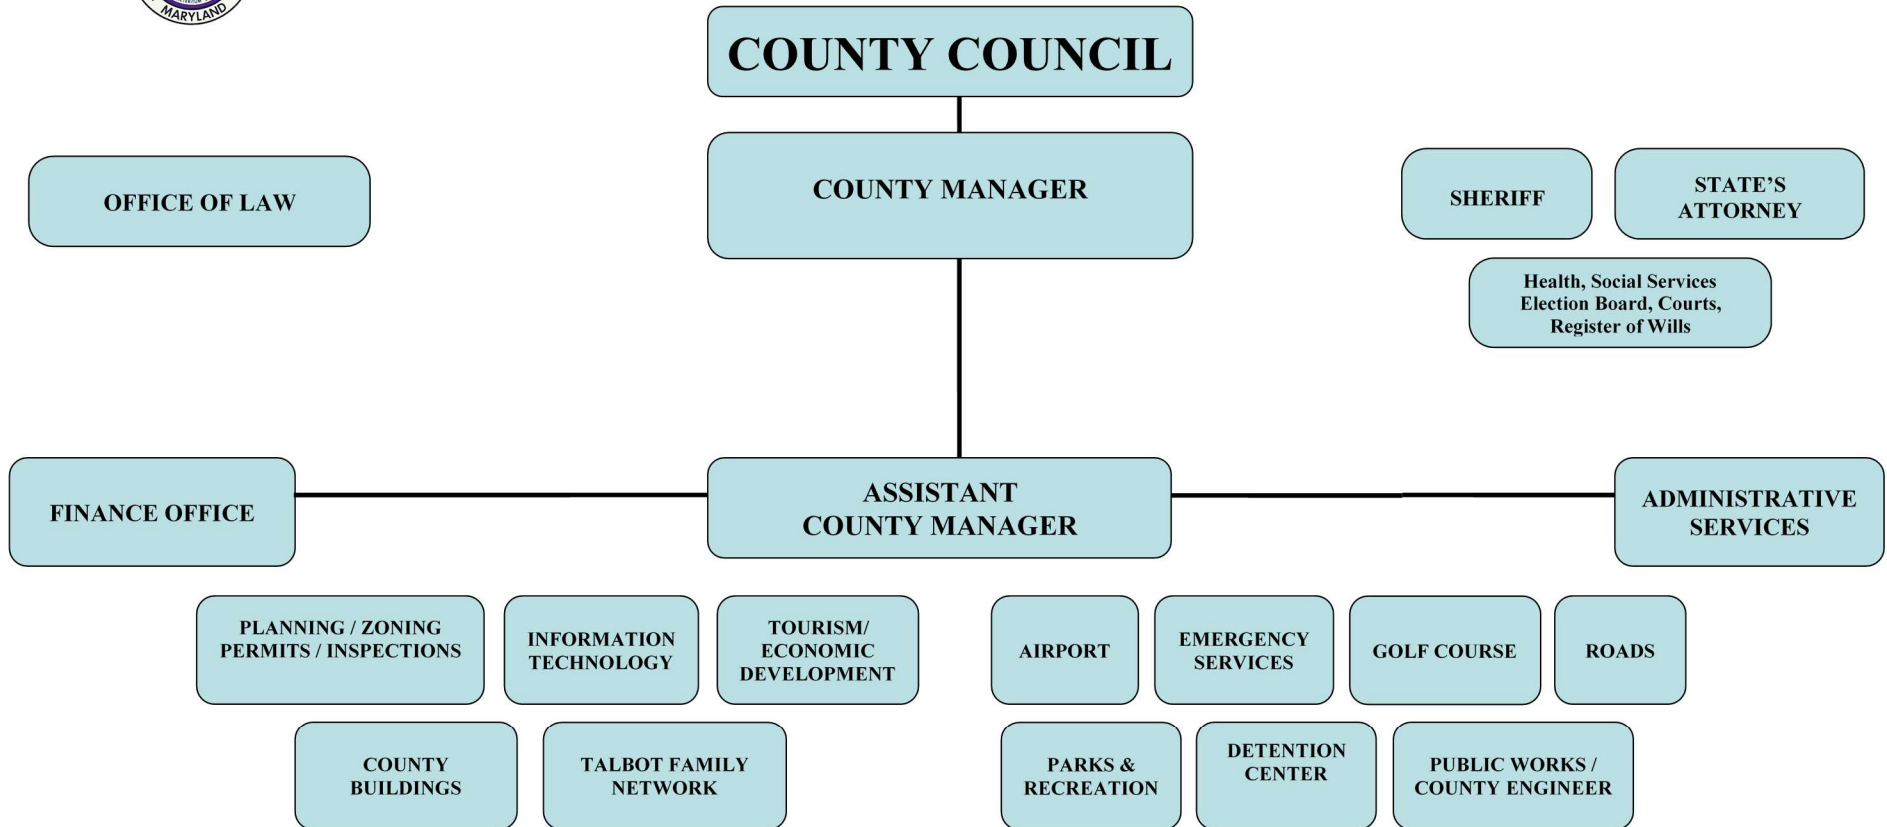 MARYLAND
COUNTY COUNCIL
OFFICE OF LAW
COUNTY MANAGER
SHERIFF
STATE’S
ATTORNEY
Health, Social Services
Election Board, Courts,
Register of Wills
FINANCE OFFICE
ASSISTANT
COUNTY MANAGER
ADMINISTRATIVE
SERVICES
PLANNING / ZONING
PERMITS / INSPECTIONS
INFORMATION
TECHNOLOGY
TOURISM/
ECONOMIC
DEVELOPMENT
AIRPORT
EMERGENCY
SERVICES
GOLF COURSE
ROADS
COUNTY
BUILDINGS
TALBOT FAMILY
NETWORK
PARKS &
RECREATION
DETENTION
CENTER
PUBLIC WORKS /
COUNTY ENGINEER